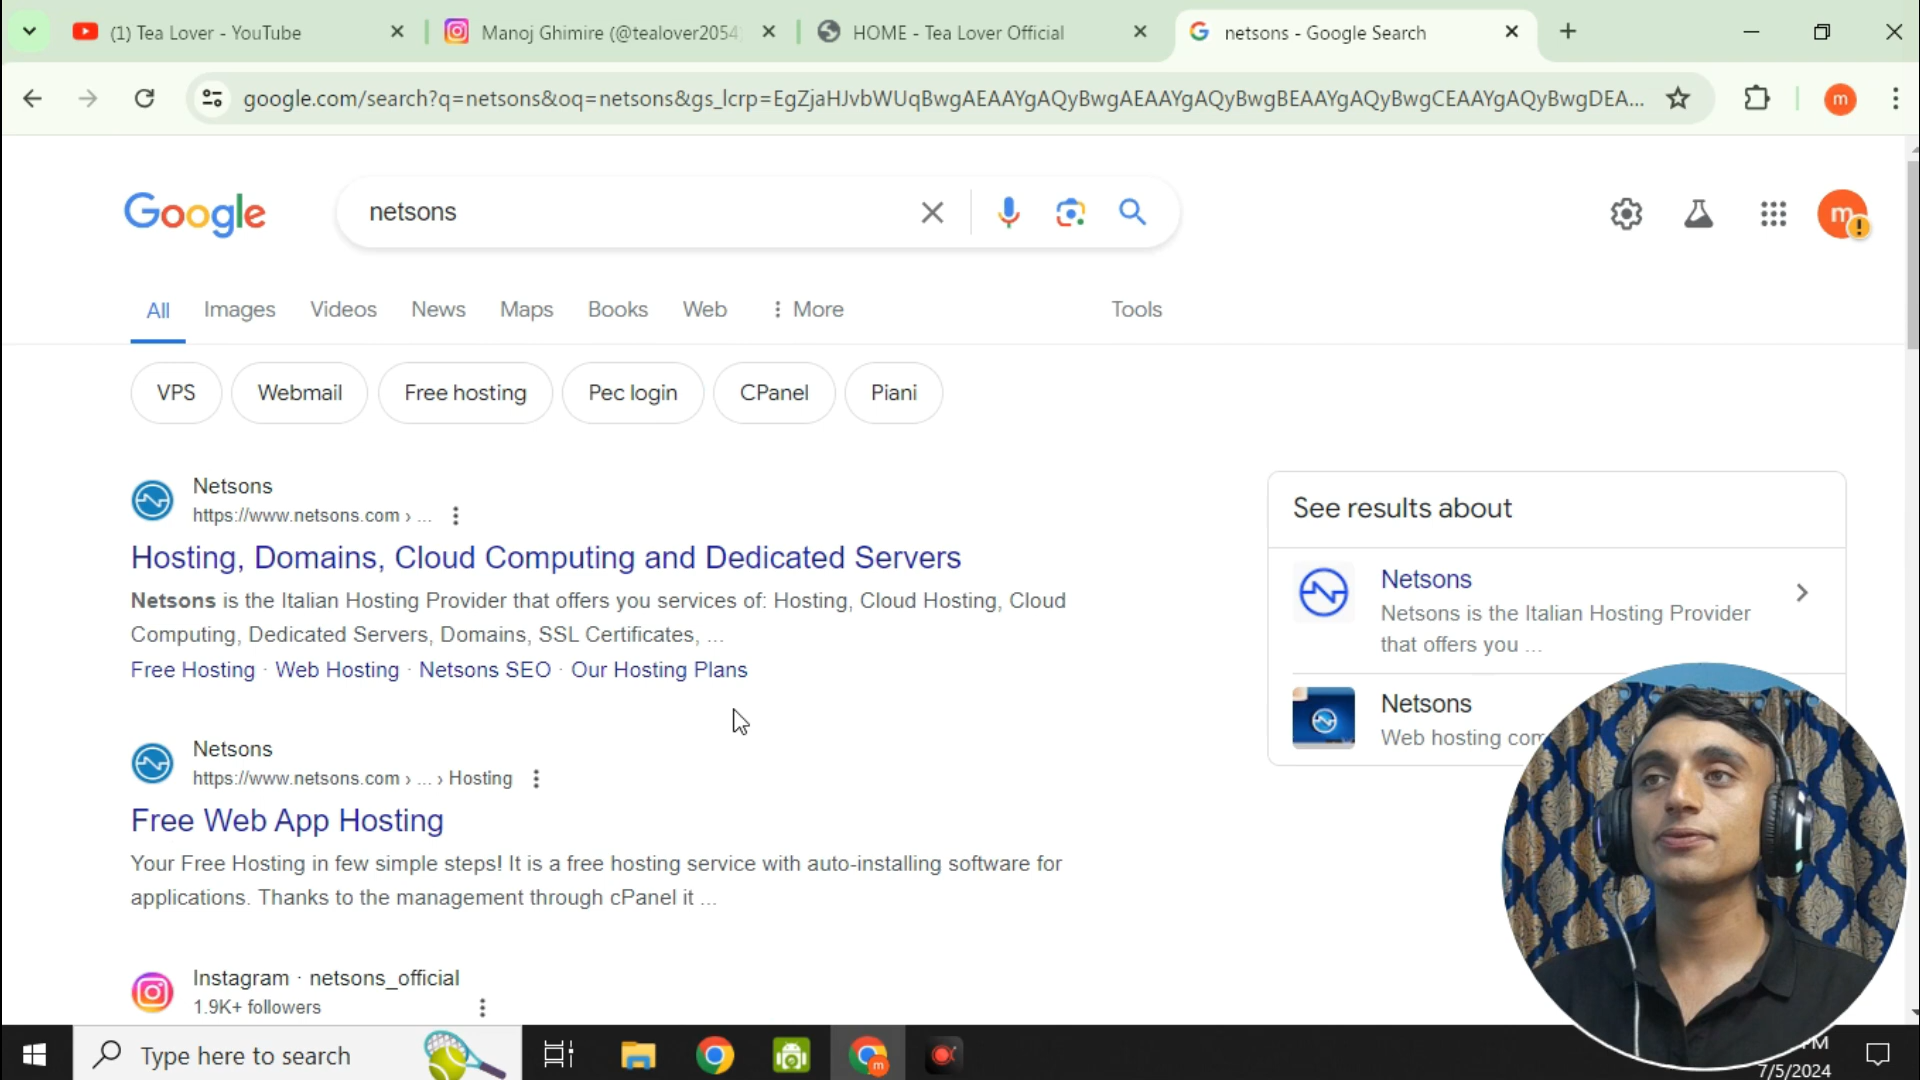 (1) Tea Lover - YouTube
Manoj Ghimire (@tealover2054
HOME - Tea Lover Official
netsons - Google Search
google.com/search?q=netsons&oq=netsons&gs_lcrp=EgZjaHJvbWUqBwgAEAAYgAQyBwgAEAAYgAQyBwgBEAAYgAQyBwgCEAAYgAQyBwgDEA...
m
Google
netsons
m
All
Images
Videos
News
Maps
Books
Web
More
Tools
VPS
Webmail
Free hosting
Pec login
CPanel
Piani
Netsons
https://www.netsons.com › ...
Hosting, Domains, Cloud Computing and Dedicated Servers
Netsons is the Italian Hosting Provider that offers you services of: Hosting, Cloud Hosting, Cloud
Computing, Dedicated Servers, Domains, SSL Certificates, ...
Free Hosting · Web Hosting · Netsons SEO · Our Hosting Plans
Netsons
https://www.netsons.com › ... › Hosting
Free Web App Hosting
Your Free Hosting in few simple steps! It is a free hosting service with auto-installing software for
applications. Thanks to the management through cPanel it ...
Instagram · netsons_official
1.9K+ followers
See results about
Netsons
Netsons is the Italian Hosting Provider
that offers you ...
Netsons
Web hosting com
Type here to search
m
PM
7/5/2024